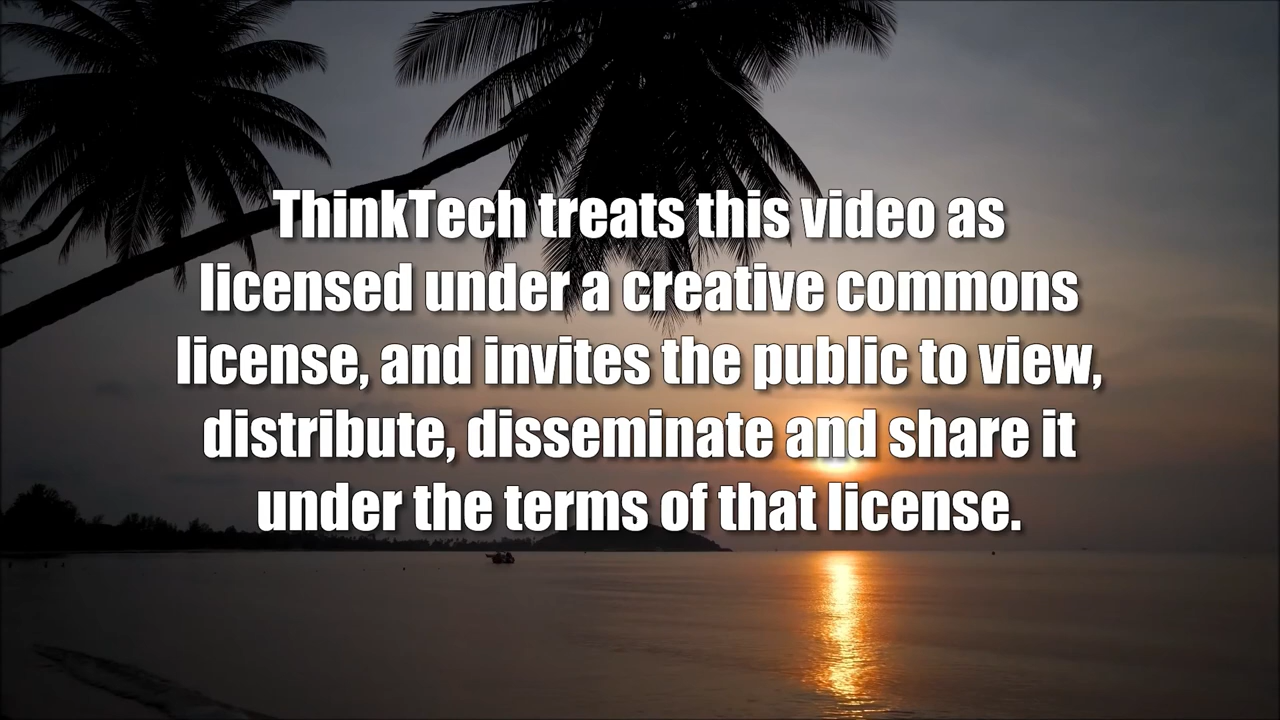 ThinkTech treats this video as
licensed under a creative commons
license, and invites the public to view,
distribute, disseminate and share it
under the terms of that license.